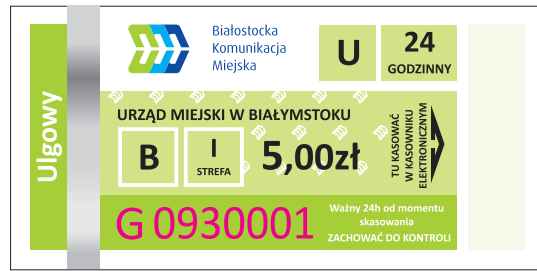 Białostocka
Komunikacja
Miejska
U
24
GODZINNY
Ulgowy
URZĄD MIEJSKI W BIAŁYMSTOKU
B
I
STREFA
5,00zł
TU KASOWAĆ
W KASOWNIKU
ELEKTRONICZNYM
G 0930001
Ważny 24h od momentu
skasowania
ZACHOWAĆ DO KONTROLI